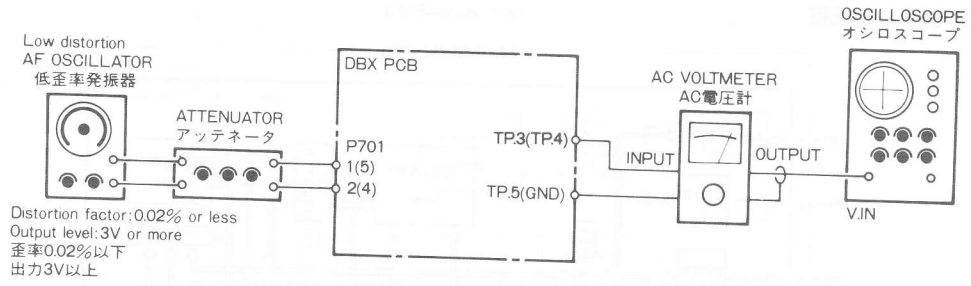 Low distortion
AF OSCILLATOR
低歪率発振器
ATTENUATOR
アッテネータ
DBX PCB
P701
1(5)
2(4)
TP.3(TP.4)
TP.5(GND)
AC VOLTMETER
AC電圧計
INPUT
OUTPUT
OSCILLOSCOPE
オシロスコープ
V.IN
Distortion factor:0.02% or less
Output level:3V or more
歪率0.02%以下
出力3V以上